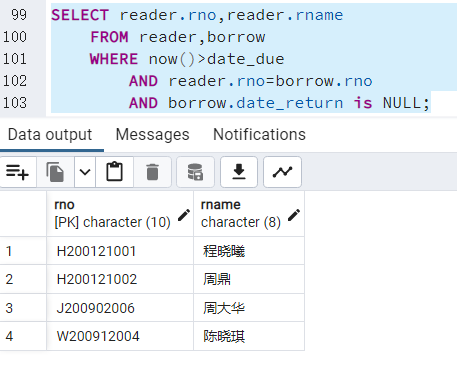 99 SELECT reader.rno,reader.rname
100 FROM reader,borrow
101 WHERE now()>date_due
102 AND reader.rno=borrow.rno
103 AND borrow.date_return is NULL;
Data output Messages Notifications
rno rname
[PK] character (10) character (8)
1 H200121001 程晓曦
2 H200121002 周鼎
3 J200902006 周大华
4 W200912004 陈晓琪